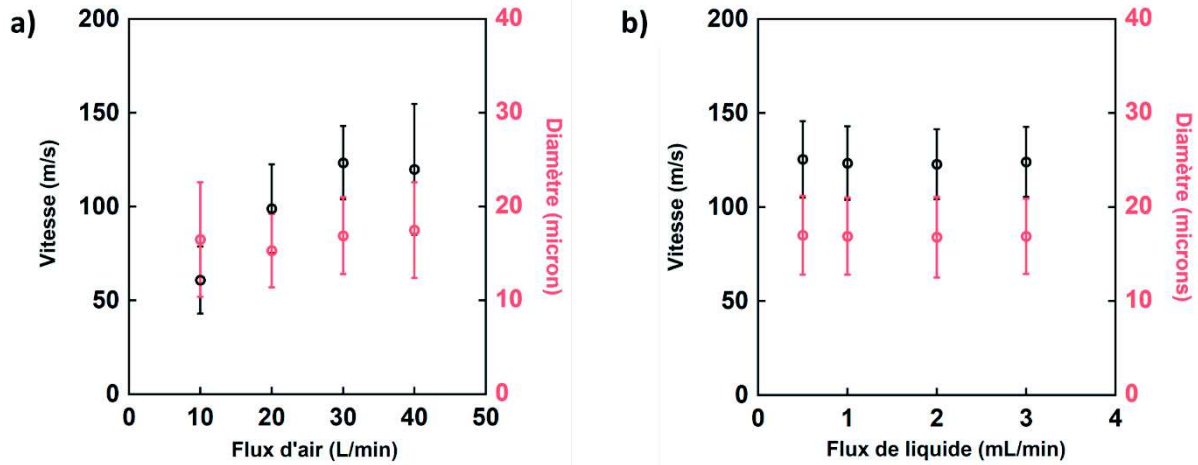 a)
200
150
100
50
0
Vitesse (m/s)
40
30
20
10
0
Diamètre (micron)
0 10 20 30 40 50
Flux d'air (L/min)
b)
200
150
100
50
0
Vitesse (m/s)
40
30
20
10
0
Diamètre (microns)
0 1 2 3 4
Flux de liquide (mL/min)